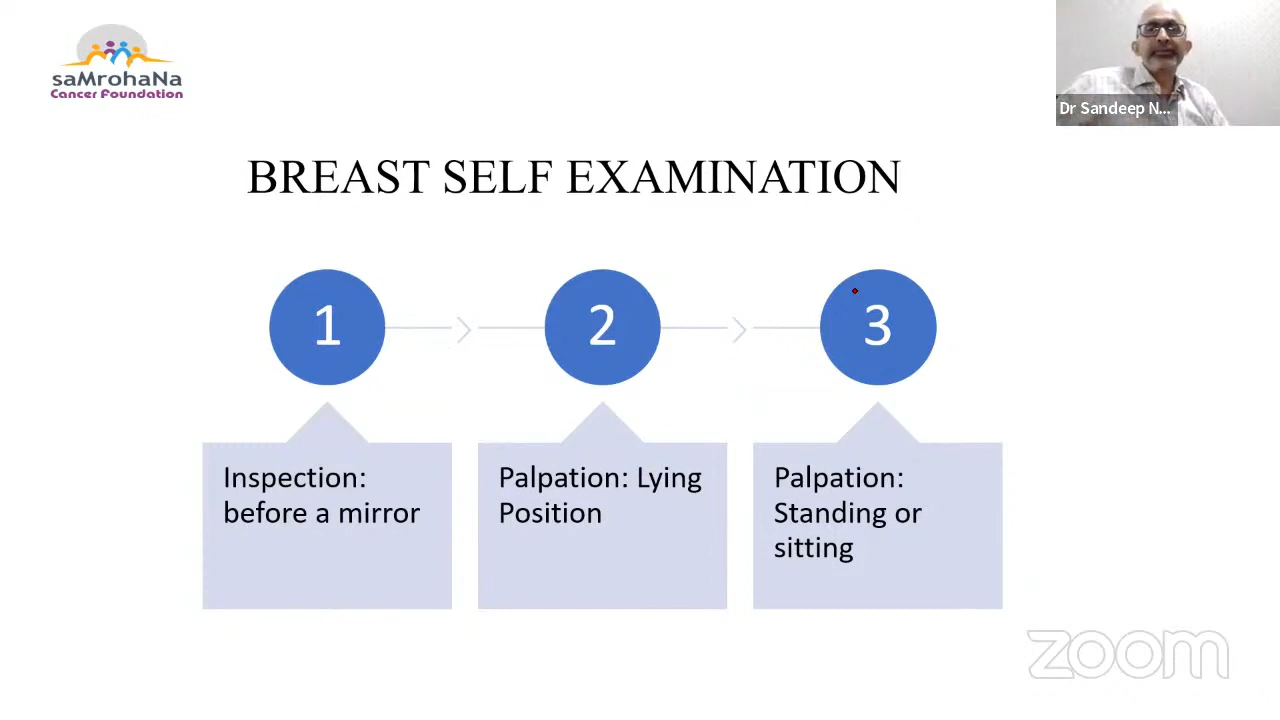 saMrohaNa
Cancer Foundation
Dr Sandeep N...
BREAST SELF EXAMINATION
1
2
3
Inspection:
before a mirror
Palpation: Lying
Position
Palpation:
Standing or
sitting
zoom